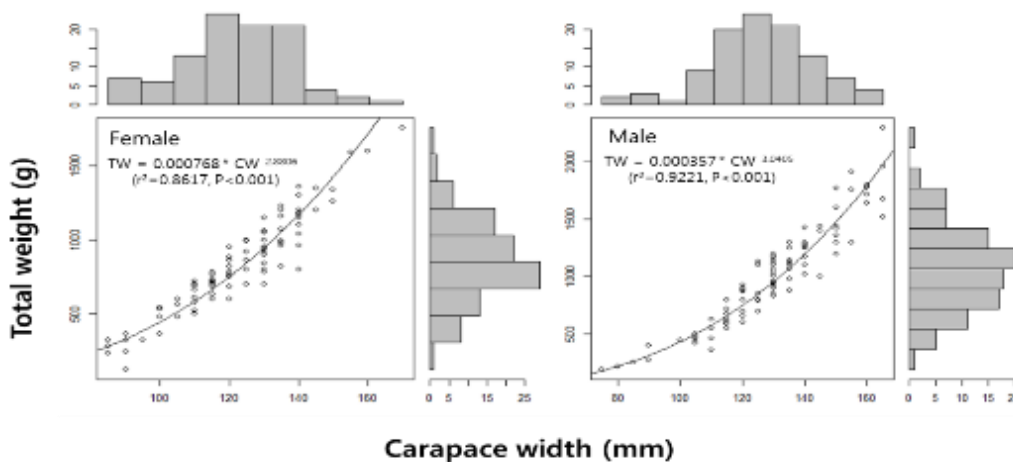 20
15
10
5
0
20
10
5
0
Female
TW = 0.000768* CW
(r²=0.8617, P<0.001)
Male
TW = 0.000357* CW
(r²=0.9221, P<0.001)
Total weight (g)
1500
1000
500
2000
1500
1000
500
100 120 140 160
0 5 15 25
80 100 120 140 160
0 5 10 15 20
Carapace width (mm)